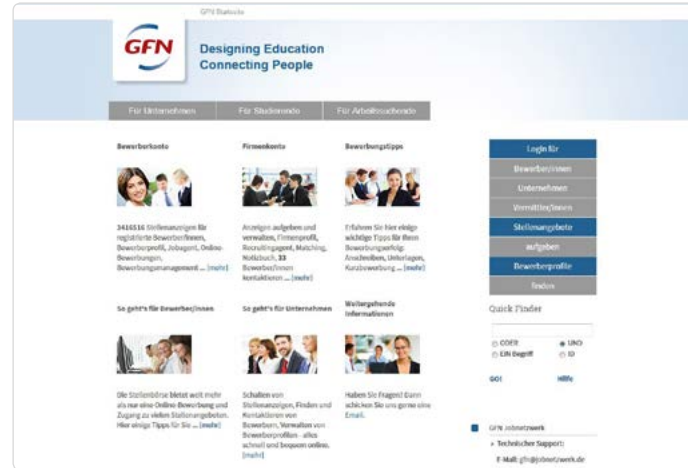 GFN Startseite
GFN
Designing Education
Connecting People
Für Unternehmen
Für Studierende
Für Arbeitsuchende
Bewerberkonto
3416516 Stellenanzeigen für
registrierte Bewerber/innen,
Bewerberprofil, Jobagent, Online-
Bewerbungen,
Bewerbungsmanagement ... [mehr]
Firmenkonto
Anzeigen aufgeben und
verwalten, Firmenprofil,
Recruitingagent, Matching,
Notizbuch, 33
Bewerber/innen
kontaktieren ... [mehr]
Bewerbungstipps
Erfahren Sie hier einige
wichtige Tipps für Ihren
Bewerbungserfolg:
Anschreiben, Unterlagen,
Kurzbewerbung ... [mehr]
So geht's für Bewerber/innen
Die Stellenbörse bietet weit mehr
als nur eine Online-Bewerbung und
Zugang zu vielen Stellenangeboten.
Hier einige Tipps für Sie ... [mehr]
So geht's für Unternehmen
Schalten von
Stellenanzeigen, Finden und
Kontaktieren von
Bewerbern, Verwalten von
Bewerberprofilen - alles
schnell und bequem online.
[mehr]
Weitergehende
Informationen
Haben Sie Fragen? Dann
schicken Sie uns gerne eine
Email.
Login für
Bewerber/innen
Unternehmen
Vermittler/innen
Stellenangebote
aufgeben
Bewerberprofile
finden
Quick Finder
ODER
UND
EIN Begriff
ID
GO!
Hilfe
GFN Jobnetzwerk
» Technischer Support:
E-Mail: gfn@jobnetzwerk.de